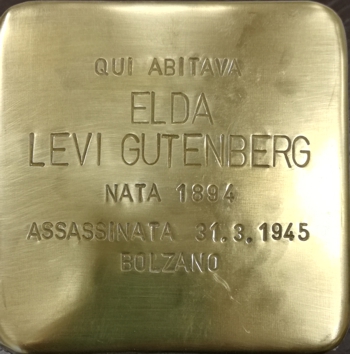 QUI ABITAVA
ELDA
LEVI GUTENBERG
NATA 1894
ASSASSINATA 31.3.1945
BOLZANO